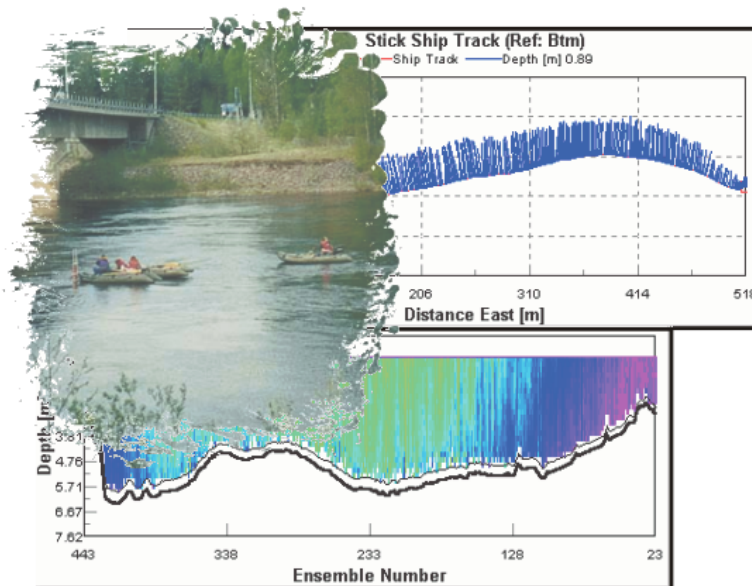 Stick Ship Track (Ref: Btm)
Ship Track Depth [m] 0.89
206 310 414 518
Distance East [m]
Depth [m]
3.81
4.76
5.71
6.67
7.62
443 338 233 128 23
Ensemble Number